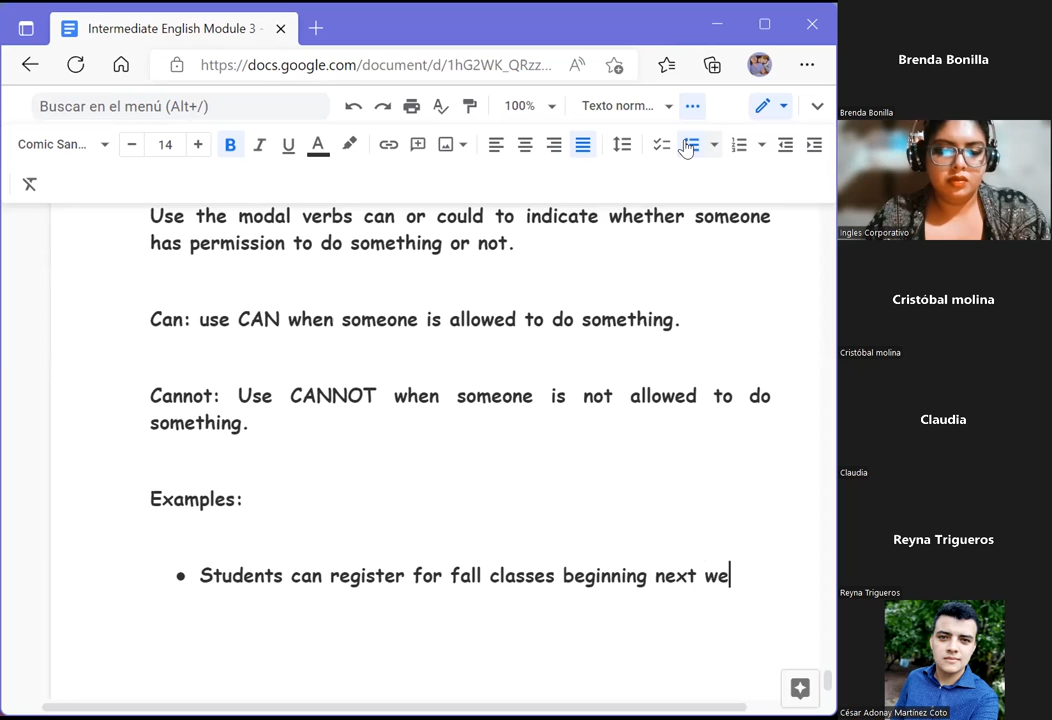 Intermediate English Module 3 -
https://docs.google.com/document/d/1hG2WK_QRzz...
Buscar en el menú (Alt+/)
100%
Texto norm...
Comic San...
14
Use the modal verbs can or could to indicate whether someone
has permission to do something or not.
Can: use CAN when someone is allowed to do something.
Cannot: Use CANNOT when someone is not allowed to do
something.
Examples:
Students can register for fall classes beginning next we
Brenda Bonilla
Brenda Bonilla
Ingles Corporativo
Cristóbal molina
Cristóbal molina
Claudia
Claudia
Reyna Trigueros
Reyna Trigueros
César Adonay Martínez Coto